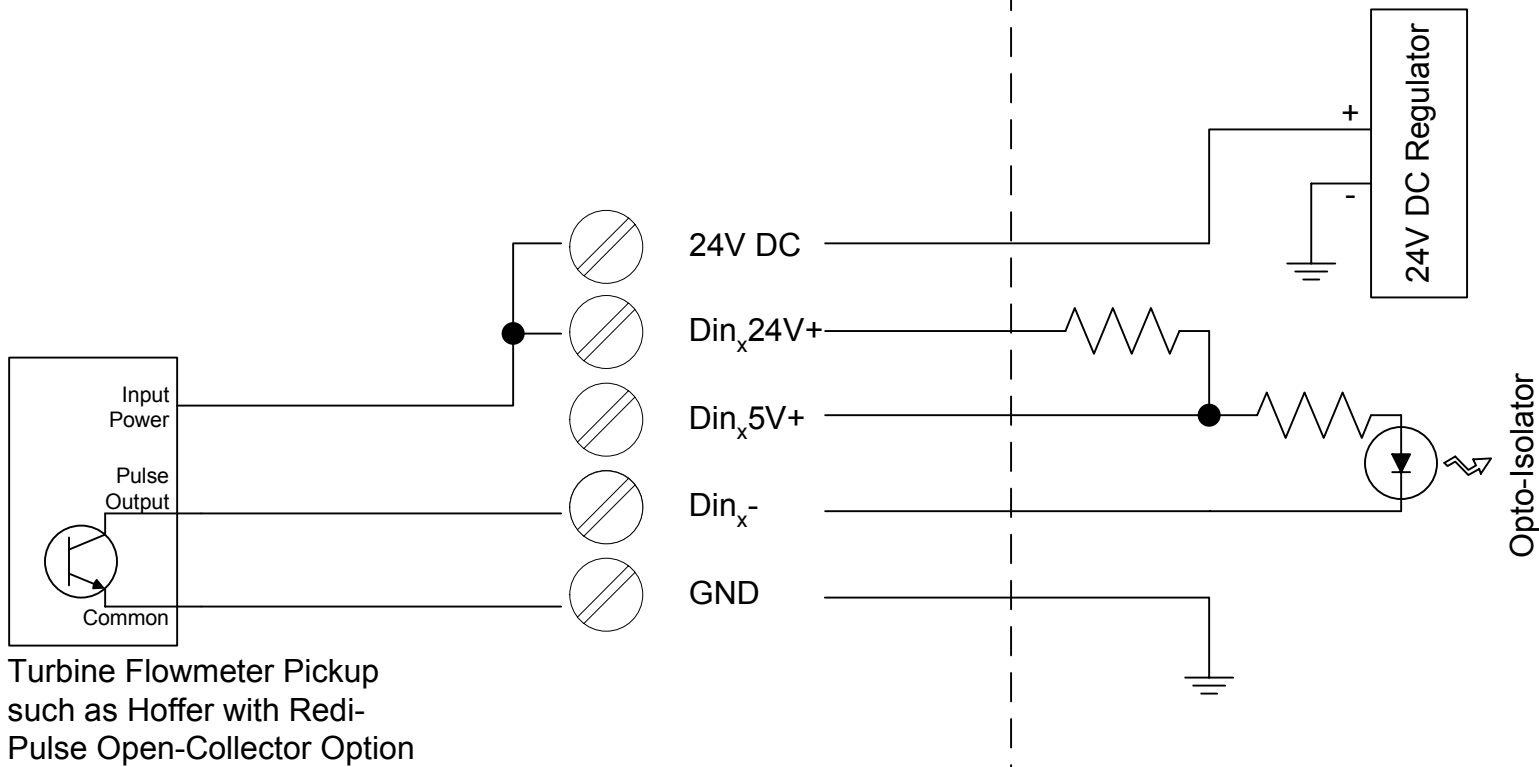 24V DC Regulator
+
-
24V DC
Dinₓ24V+
Dinₓ5V+
Dinₓ-
GND
Opto-Isolator
Input
Power
Pulse
Output
Common
Turbine Flowmeter Pickup
such as Hoffer with Redi-
Pulse Open-Collector Option